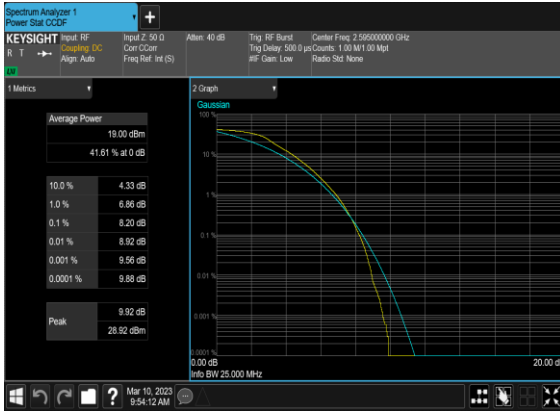 Spectrum Analyzer 1
Power Stat CCDF
KEYSIGHT
R T
Input: RF
Coupling: DC
Align: Auto
Input Z: 50 Ω
Corr CCorr
Freq Ref: Int (S)
Atten: 40 dB
Trig: RF Burst
Trig Delay: 500.0 µs
#IF Gain: Low
Center Freq: 2.595000000 GHz
Counts: 1.00 M/1.00 Mpt
Radio Std: None
1 Metrics
Average Power
19.00 dBm
41.61 % at 0 dB
10.0 % 4.33 dB
1.0 % 6.86 dB
0.1 % 8.20 dB
0.01 % 8.92 dB
0.001 % 9.56 dB
0.0001 % 9.88 dB
Peak
9.92 dB
28.92 dBm
2 Graph
Gaussian
100 %
10 %
1 %
0.1 %
0.01 %
0.001 %
0.0001 %
0.00 dB
20.00 d
Info BW 25.000 MHz
?
Mar 10, 2023
9:54:12 AM